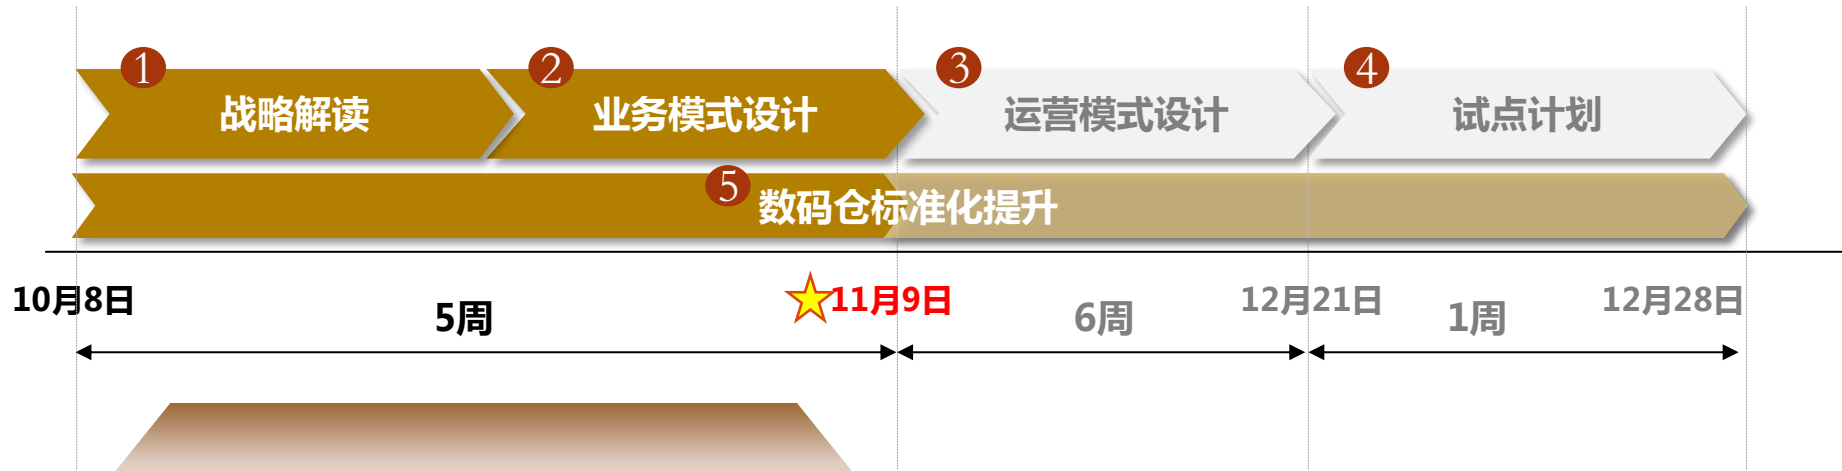 1
战略解读
2
业务模式设计
3
运营模式设计
4
试点计划
5
数码仓标准化提升
10月8日
5周
11月9日
6周
12月21日
1周
12月28日